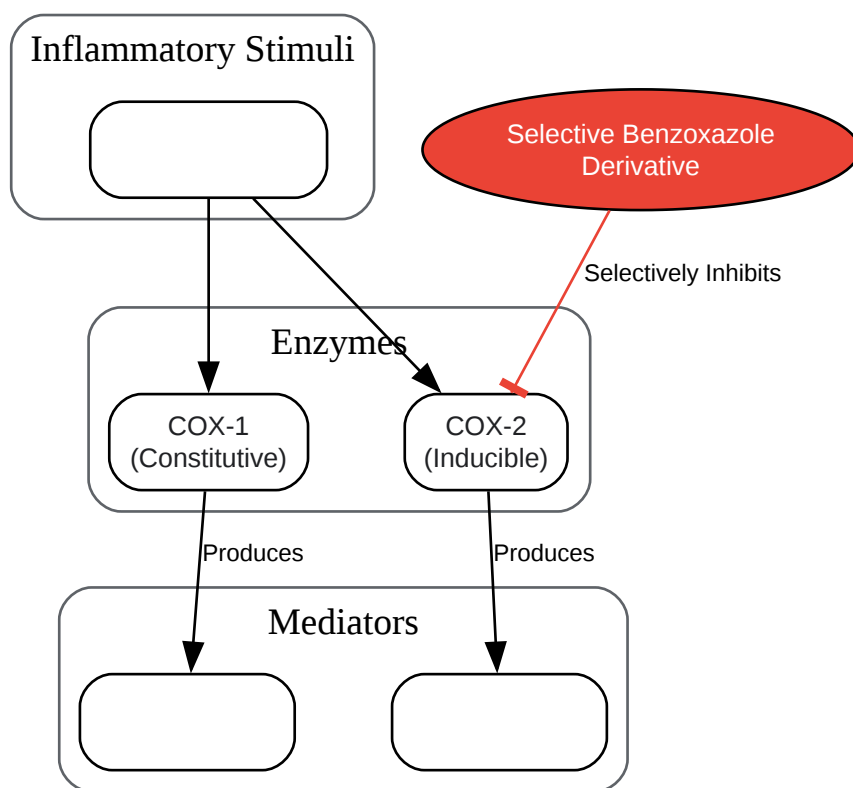 Inflammatory Stimuli
Selective Benzoxazole
Derivative
Selectively Inhibits
Enzymes
COX-1
(Constitutive)
COX-2
(Inducible)
Produces
Produces
Mediators